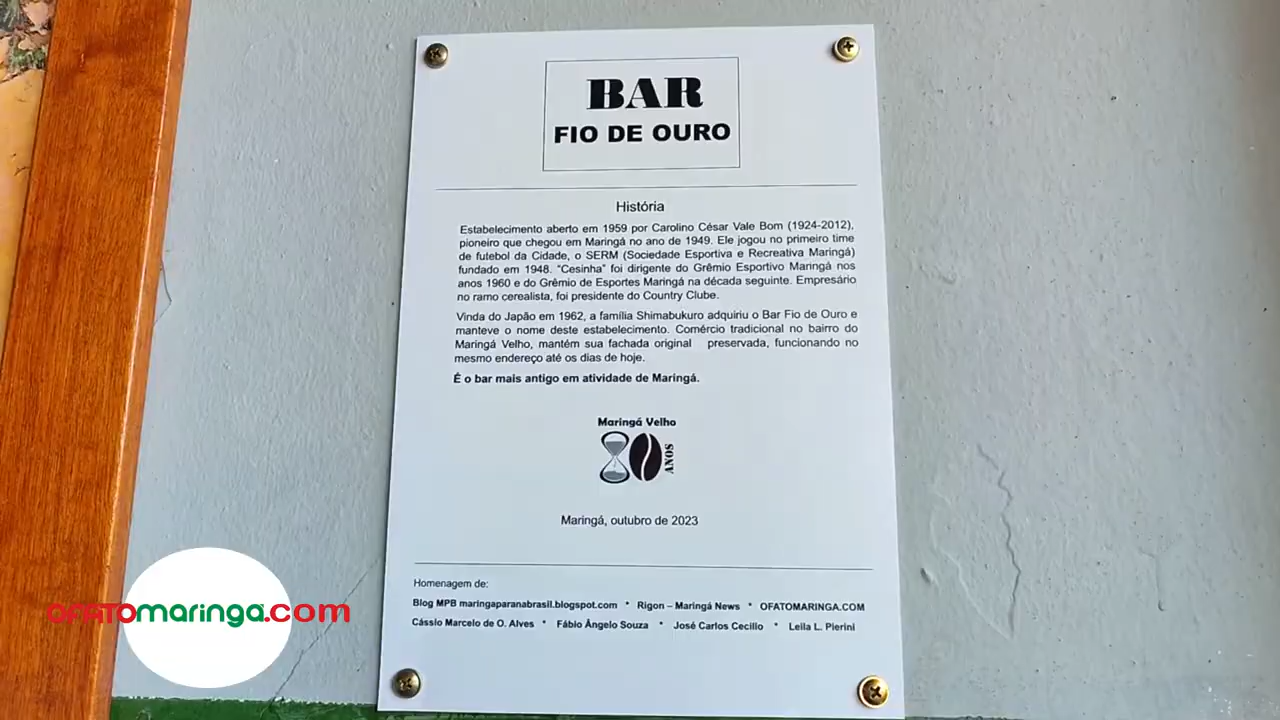 BAR
FIO DE OURO
História
Estabelecimento aberto em 1959 por Carolino César Vale Bom (1924-2012),
pioneiro que chegou em Maringá no ano de 1949. Ele jogou no primeiro time
de futebol da Cidade, o SERM (Sociedade Esportiva e Recreativa Maringá)
fundado em 1948. "Cesinha" foi dirigente do Grêmio Esportivo Maringá nos
anos 1960 e do Grêmio de Esportes Maringá na década seguinte. Empresário
no ramo cerealista, foi presidente do Country Clube.
Vinda do Japão em 1962, a família Shimabukuro adquiriu o Bar Fio de Ouro e
manteve o nome deste estabelecimento. Comércio tradicional no bairro do
Maringá Velho, mantém sua fachada original preservada, funcionando no
mesmo endereço até os dias de hoje.
É o bar mais antigo em atividade de Maringá.
Maringá Velho
80 ANOS
Maringá, outubro de 2023
Homenagem de:
Blog MPB maringaparanabrasil.blogspot.com * Rigon – Maringá News * OFATOMARINGA.COM
Cássio Marcelo de O. Alves * Fábio Ângelo Souza * José Carlos Cecilio * Leila L. Pierini
OFATOmaringá.com